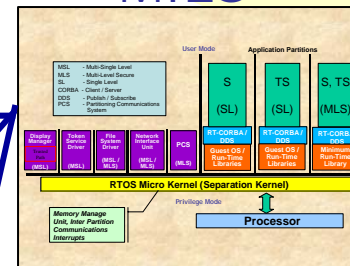 MILS
User Mode
Application Partitions
MSL - Multi-Single Level
MLS - Multi-Level Secure
SL - Single Level
CORBA - Client / Server
DDS - Publish / Subscribe
PCS - Partitioning Communications
System
S
(SL)
TS
(SL)
S, TS
(MLS)
Display
Manager
(MSL)
Token
Service
Driver
(MSL)
File
System
Driver
(MSL /
MLS)
Network
Interface
Unit
(MSL /
MLS)
PCS
(MLS)
RT-CORBA /
DDS
Guest OS /
Run-Time
Libraries
RT-CORBA /
DDS
Guest OS /
Run-Time
Libraries
RT-CORBA /
DDS
Minimum
Run-Time
Library
RTOS Micro Kernel (Separation Kernel)
Privilege Mode
Memory Manage
Unit, Inter Partition
Communications
Interrupts
Processor